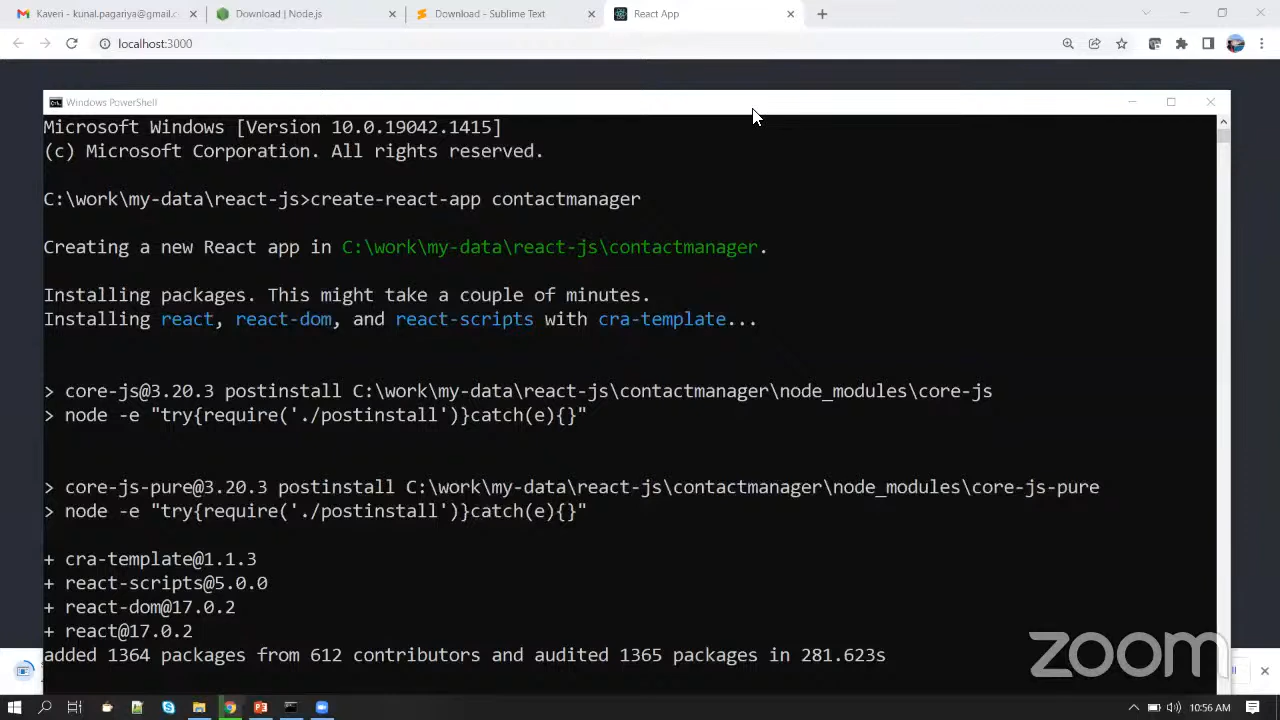 Kaveri - kunal.pagariya@gmail.c
Download | Node.js
Download - Sublime Text
React App
localhost:3000
Windows PowerShell
Microsoft Windows [Version 10.0.19042.1415]
(c) Microsoft Corporation. All rights reserved.
C:\work\my-data\react-js>create-react-app contactmanager
Creating a new React app in C:\work\my-data\react-js\contactmanager.
Installing packages. This might take a couple of minutes.
Installing react, react-dom, and react-scripts with cra-template...
> core-js@3.20.3 postinstall C:\work\my-data\react-js\contactmanager\node_modules\core-js
> node -e "try{require('./postinstall')}catch(e){}"
> core-js-pure@3.20.3 postinstall C:\work\my-data\react-js\contactmanager\node_modules\core-js-pure
> node -e "try{require('./postinstall')}catch(e){}"
+ cra-template@1.1.3
+ react-scripts@5.0.0
+ react-dom@17.0.2
+ react@17.0.2
added 1364 packages from 612 contributors and audited 1365 packages in 281.623s
zoom
10:56 AM